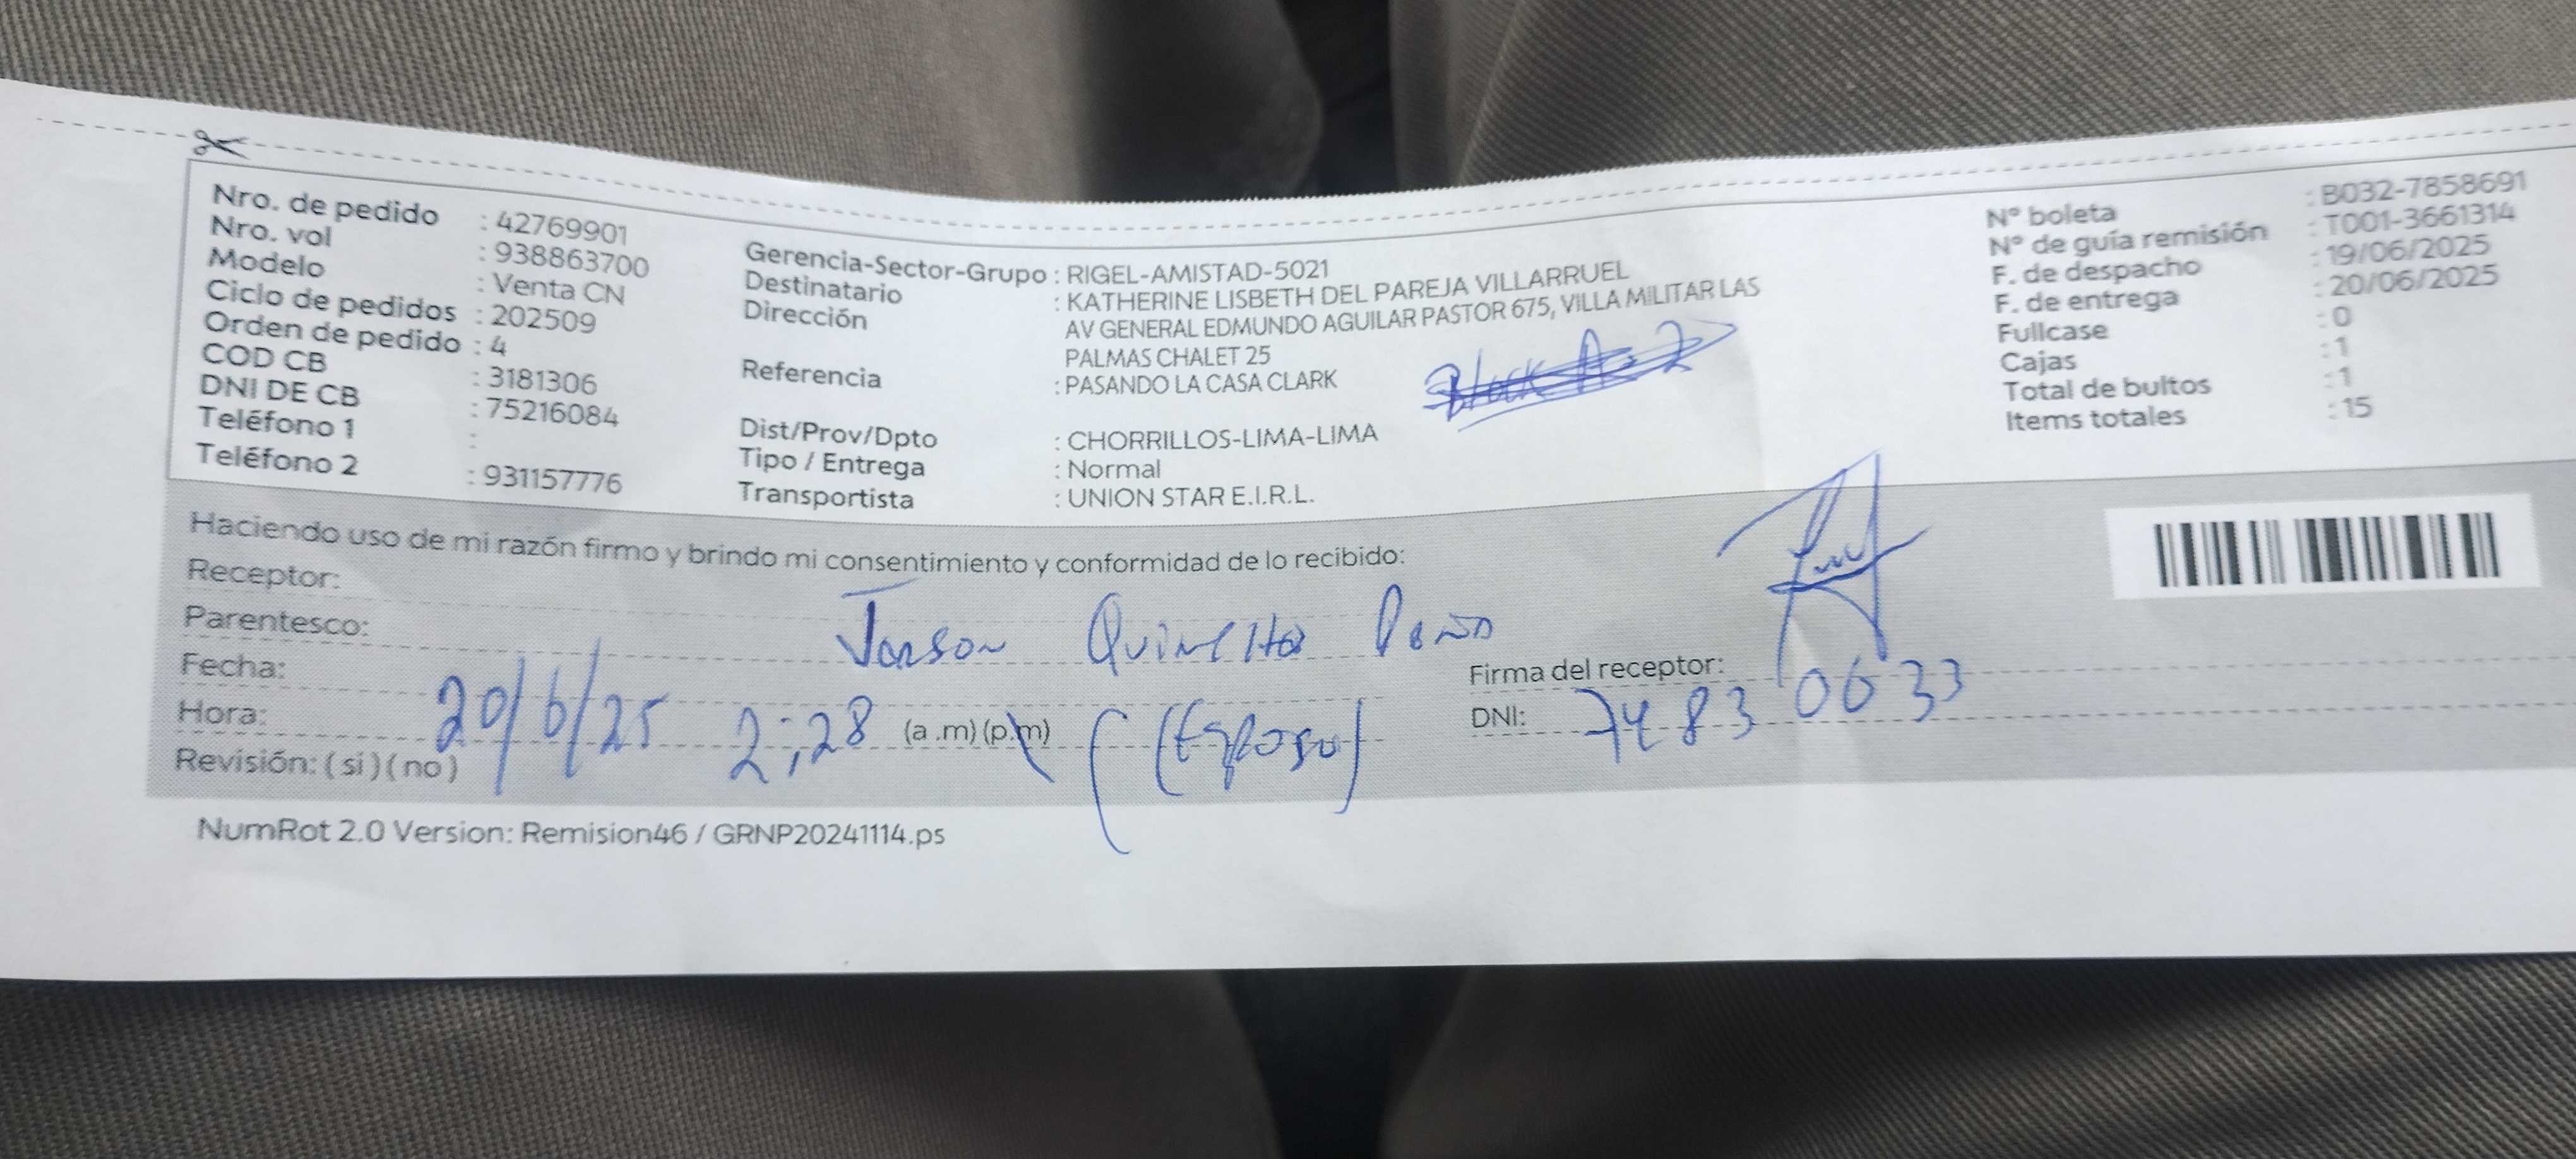 Nro. de pedido : 42769901
Nro. vol : 938863700
Modelo : Venta CN
Ciclo de pedidos : 202509
Orden de pedido : 4
COD CB : 3181306
DNI DE CB : 75216084
Teléfono 1 :
Teléfono 2 : 931157776
Gerencia-Sector-Grupo : RIGEL-AMISTAD-5021
Destinatario : KATHERINE LISBETH DEL PAREJA VILLARRUEL
Dirección AV GENERAL EDMUNDO AGUILAR PASTOR 675, VILLA MILITAR LAS
PALMAS CHALET 25
Referencia : PASANDO LA CASA CLARK
Dist/Prov/Dpto : CHORRILLOS-LIMA-LIMA
Tipo / Entrega : Normal
Transportista : UNION STAR E.I.R.L.
N° boleta : B032-7858691
N° de guía remisión : T001-3661314
F. de despacho : 19/06/2025
F. de entrega : 20/06/2025
Fullcase : 0
Cajas : 1
Total de bultos : 1
Items totales : 15
Haciendo uso de mi razón firmo y brindo mi consentimiento y conformidad de lo recibido:
Receptor:
Parentesco:
Fecha: 20/6/25
Hora: 2:28 (a .m) (p.m) (Esposo)
Revisión: ( si ) ( no )
Firma del receptor:
DNI: 74830633
NumRot 2.0 Version: Remision46 / GRNP20241114.ps